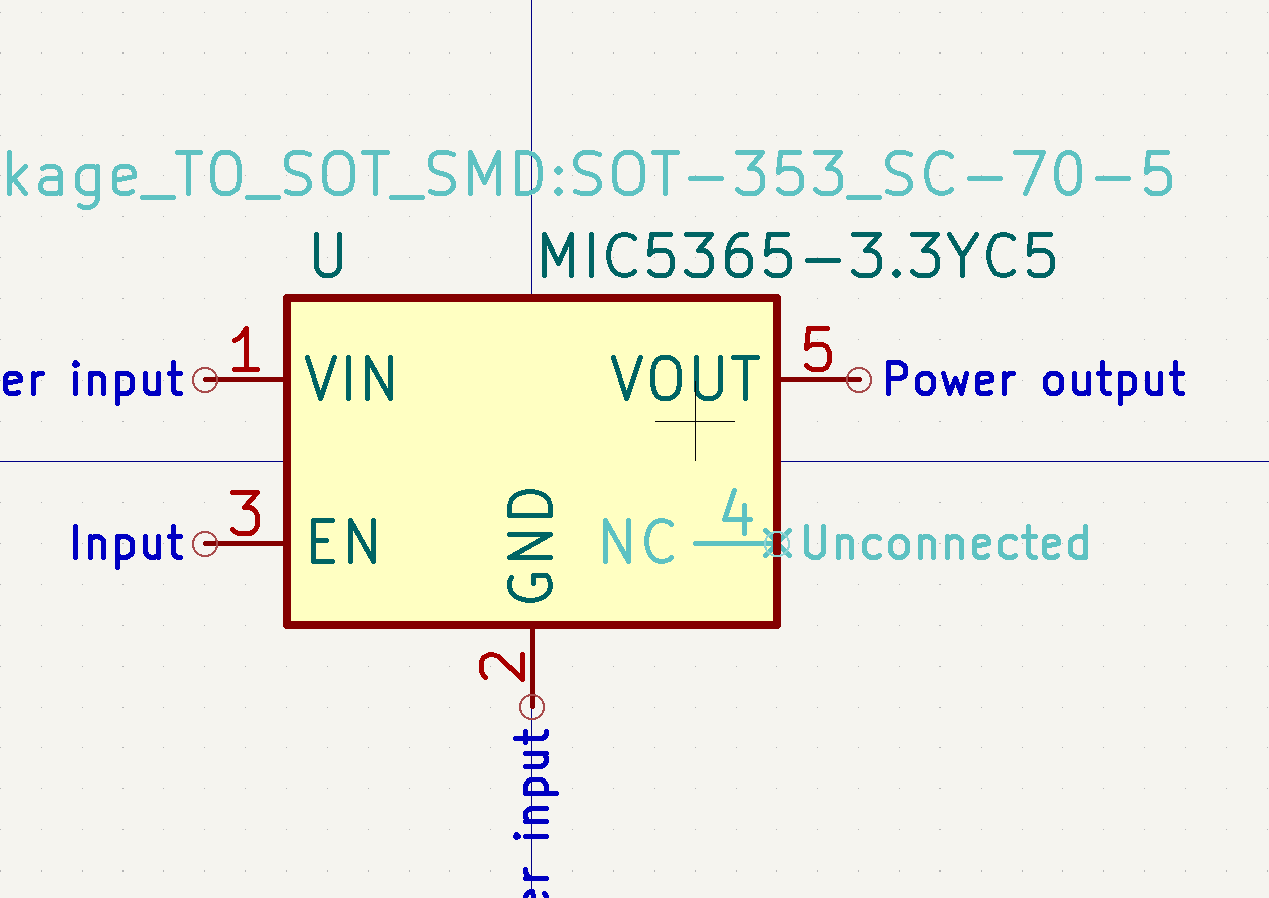 kage_TO_SOT_SMD:SOT-353_SC-70-5
U MIC5365-3.3YC5
er input 1 VIN VOUT 5 Power output
Input 3 EN GND NC 4 Unconnected
2
er input